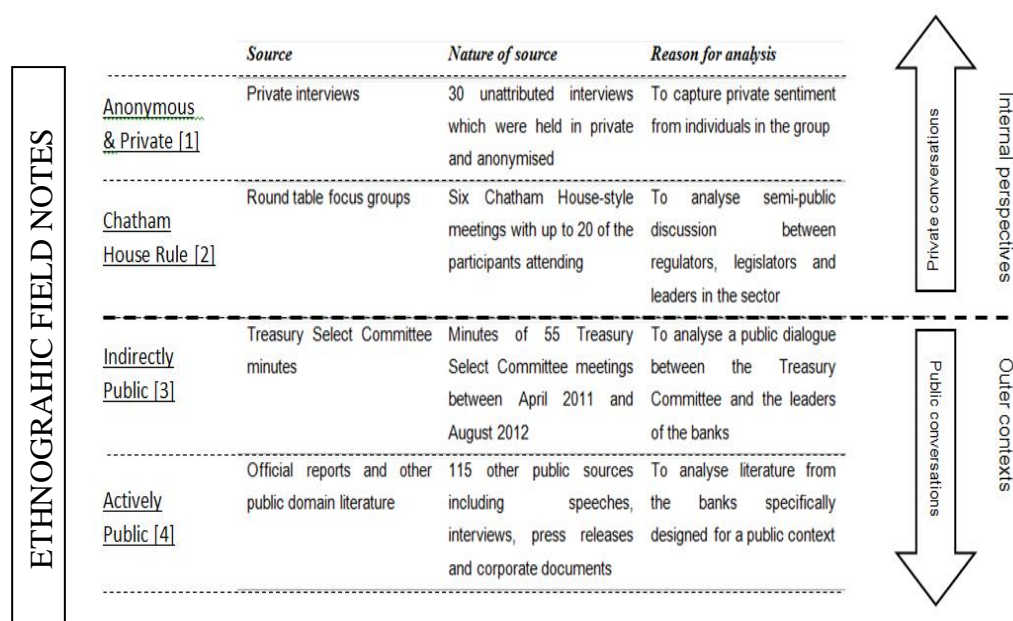 ETHNOGRAHIC FIELD NOTES
Source
Nature of source
Reason for analysis
Anonymous
& Private [1]
Private interviews
30 unattributed interviews
which were held in private
and anonymised
To capture private sentiment
from individuals in the group
Chatham
House Rule [2]
Round table focus groups
Six Chatham House-style
meetings with up to 20 of the
participants attending
To analyse semi-public
discussion between
regulators, legislators and
leaders in the sector
Indirectly
Public [3]
Treasury Select Committee
minutes
Minutes of 55 Treasury
Select Committee meetings
between April 2011 and
August 2012
To analyse a public dialogue
between the Treasury
Committee and the leaders
of the banks
Actively
Public [4]
Official reports and other
public domain literature
115 other public sources
including speeches,
interviews, press releases
and corporate documents
To analyse literature from
the banks specifically
designed for a public context
Private conversations
Internal perspectives
Public conversations
Outer contexts